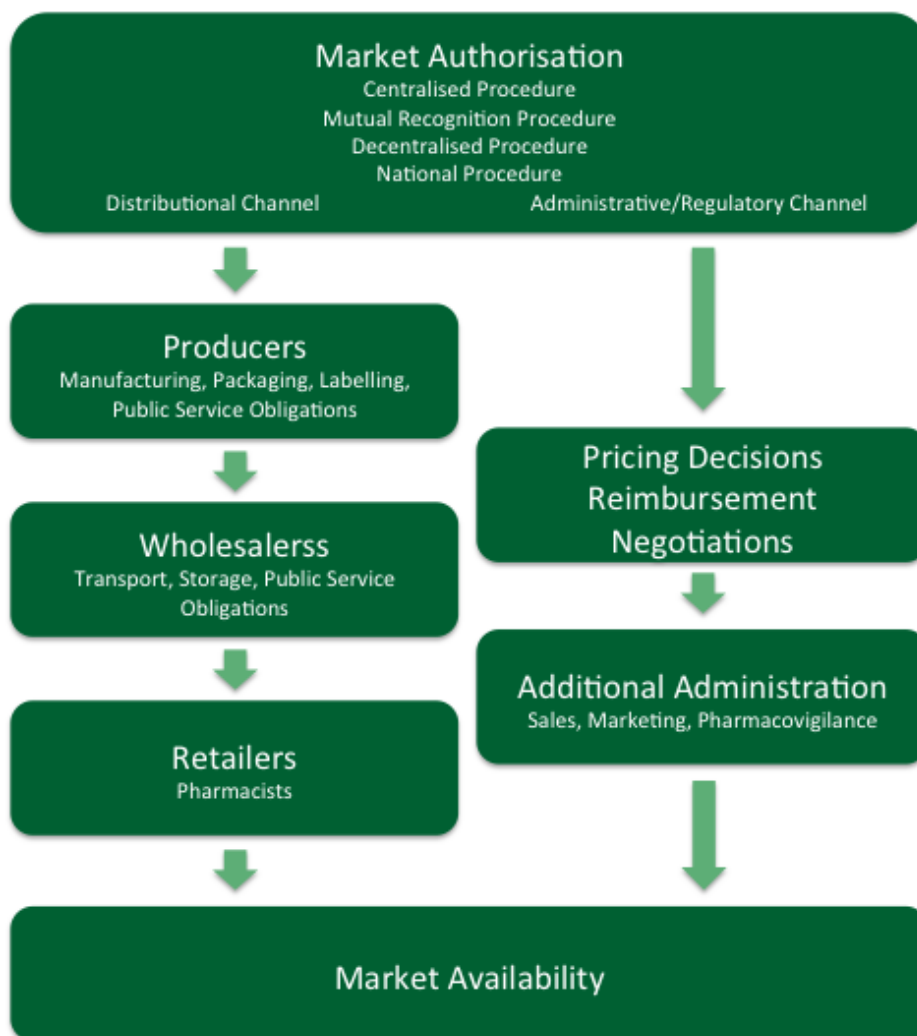 Market Authorisation
Centralised Procedure
Mutual Recognition Procedure
Decentralised Procedure
National Procedure
Distributional Channel
Administrative/Regulatory Channel
Producers
Manufacturing, Packaging, Labelling,
Public Service Obligations
Wholesalerss
Transport, Storage, Public Service
Obligations
Retailers
Pharmacists
Pricing Decisions
Reimbursement
Negotiations
Additional Administration
Sales, Marketing, Pharmacovigilance
Market Availability